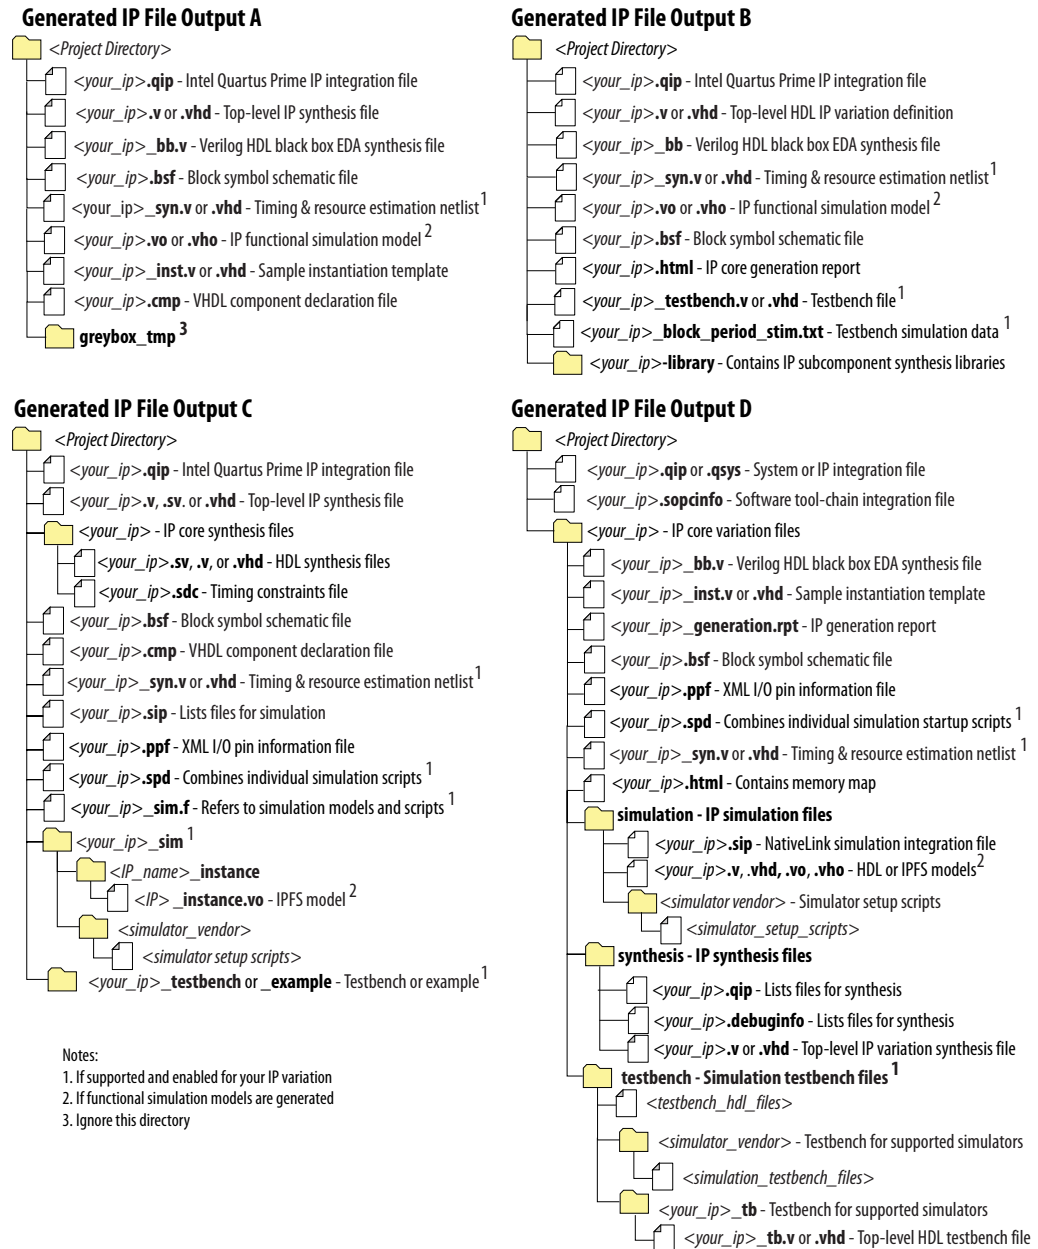 Generated IP File Output A
<Project Directory>
<your_ip>.qip - Intel Quartus Prime IP integration file
<your_ip>.v or .vhd - Top-level IP synthesis file
<your_ip>_bb.v - Verilog HDL black box EDA synthesis file
<your_ip>.bsf - Block symbol schematic file
<your_ip>_syn.v or .vhd - Timing & resource estimation netlist 1
<your_ip>.vo or .vho - IP functional simulation model 2
<your_ip>_inst.v or .vhd - Sample instantiation template
<your_ip>.cmp - VHDL component declaration file
greybox_tmp 3
Generated IP File Output B
<Project Directory>
<your_ip>.qip - Intel Quartus Prime IP integration file
<your_ip>.v or .vhd - Top-level HDL IP variation definition
<your_ip>_bb - Verilog HDL black box EDA synthesis file
<your_ip>_syn.v or .vhd - Timing & resource estimation netlist 1
<your_ip>.vo or .vho - IP functional simulation model 2
<your_ip>.bsf - Block symbol schematic file
<your_ip>.html - IP core generation report
<your_ip>_testbench.v or .vhd - Testbench file 1
<your_ip>_block_period_stim.txt - Testbench simulation data 1
<your_ip>-library - Contains IP subcomponent synthesis libraries
Generated IP File Output C
<Project Directory>
<your_ip>.qip - Intel Quartus Prime IP integration file
<your_ip>.v, .sv. or .vhd - Top-level IP synthesis file
<your_ip> - IP core synthesis files
<your_ip>.sv, .v, or .vhd - HDL synthesis files
<your_ip>.sdc - Timing constraints file
<your_ip>.bsf - Block symbol schematic file
<your_ip>.cmp - VHDL component declaration file
<your_ip>_syn.v or .vhd - Timing & resource estimation netlist 1
<your_ip>.sip - Lists files for simulation
<your_ip>.ppf - XML I/O pin information file
<your_ip>.spd - Combines individual simulation scripts 1
<your_ip>_sim.f - Refers to simulation models and scripts 1
<your_ip>_sim 1
<IP_name>_instance
<IP>_instance.vo - IPFS model 2
<simulator_vendor>
<simulator setup scripts>
<your_ip>_testbench or _example - Testbench or example 1
Notes:
1. If supported and enabled for your IP variation
2. If functional simulation models are generated
3. Ignore this directory
Generated IP File Output D
<Project Directory>
<your_ip>.qip or .qsys - System or IP integration file
<your_ip>.sopcinfo - Software tool-chain integration file
<your_ip> - IP core variation files
<your_ip>_bb.v - Verilog HDL black box EDA synthesis file
<your_ip>_inst.v or .vhd - Sample instantiation template
<your_ip>_generation.rpt - IP generation report
<your_ip>.bsf - Block symbol schematic file
<your_ip>.ppf - XML I/O pin information file
<your_ip>.spd - Combines individual simulation startup scripts 1
<your_ip>_syn.v or .vhd - Timing & resource estimation netlist 1
<your_ip>.html - Contains memory map
simulation - IP simulation files
<your_ip>.sip - NativeLink simulation integration file
<your_ip>.v, .vhd, .vo, .vho - HDL or IPFS models 2
<simulator vendor> - Simulator setup scripts
<simulator_setup_scripts>
synthesis - IP synthesis files
<your_ip>.qip - Lists files for synthesis
<your_ip>.debuginfo - Lists files for synthesis
<your_ip>.v or .vhd - Top-level IP variation synthesis file
testbench - Simulation testbench files 1
<testbench_hdl_files>
<simulator_vendor> - Testbench for supported simulators
<simulation_testbench_files>
<your_ip>_tb - Testbench for supported simulators
<your_ip>_tb.v or .vhd - Top-level HDL testbench file